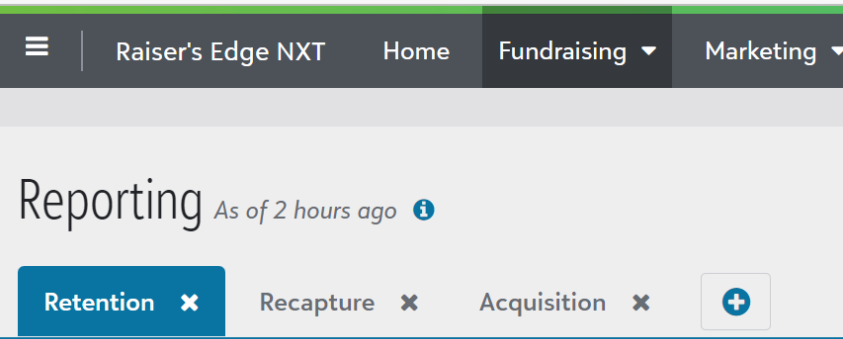 Raiser's Edge NXT Home Fundraising Marketing
Reporting As of 2 hours ago
Retention Recapture Acquisition